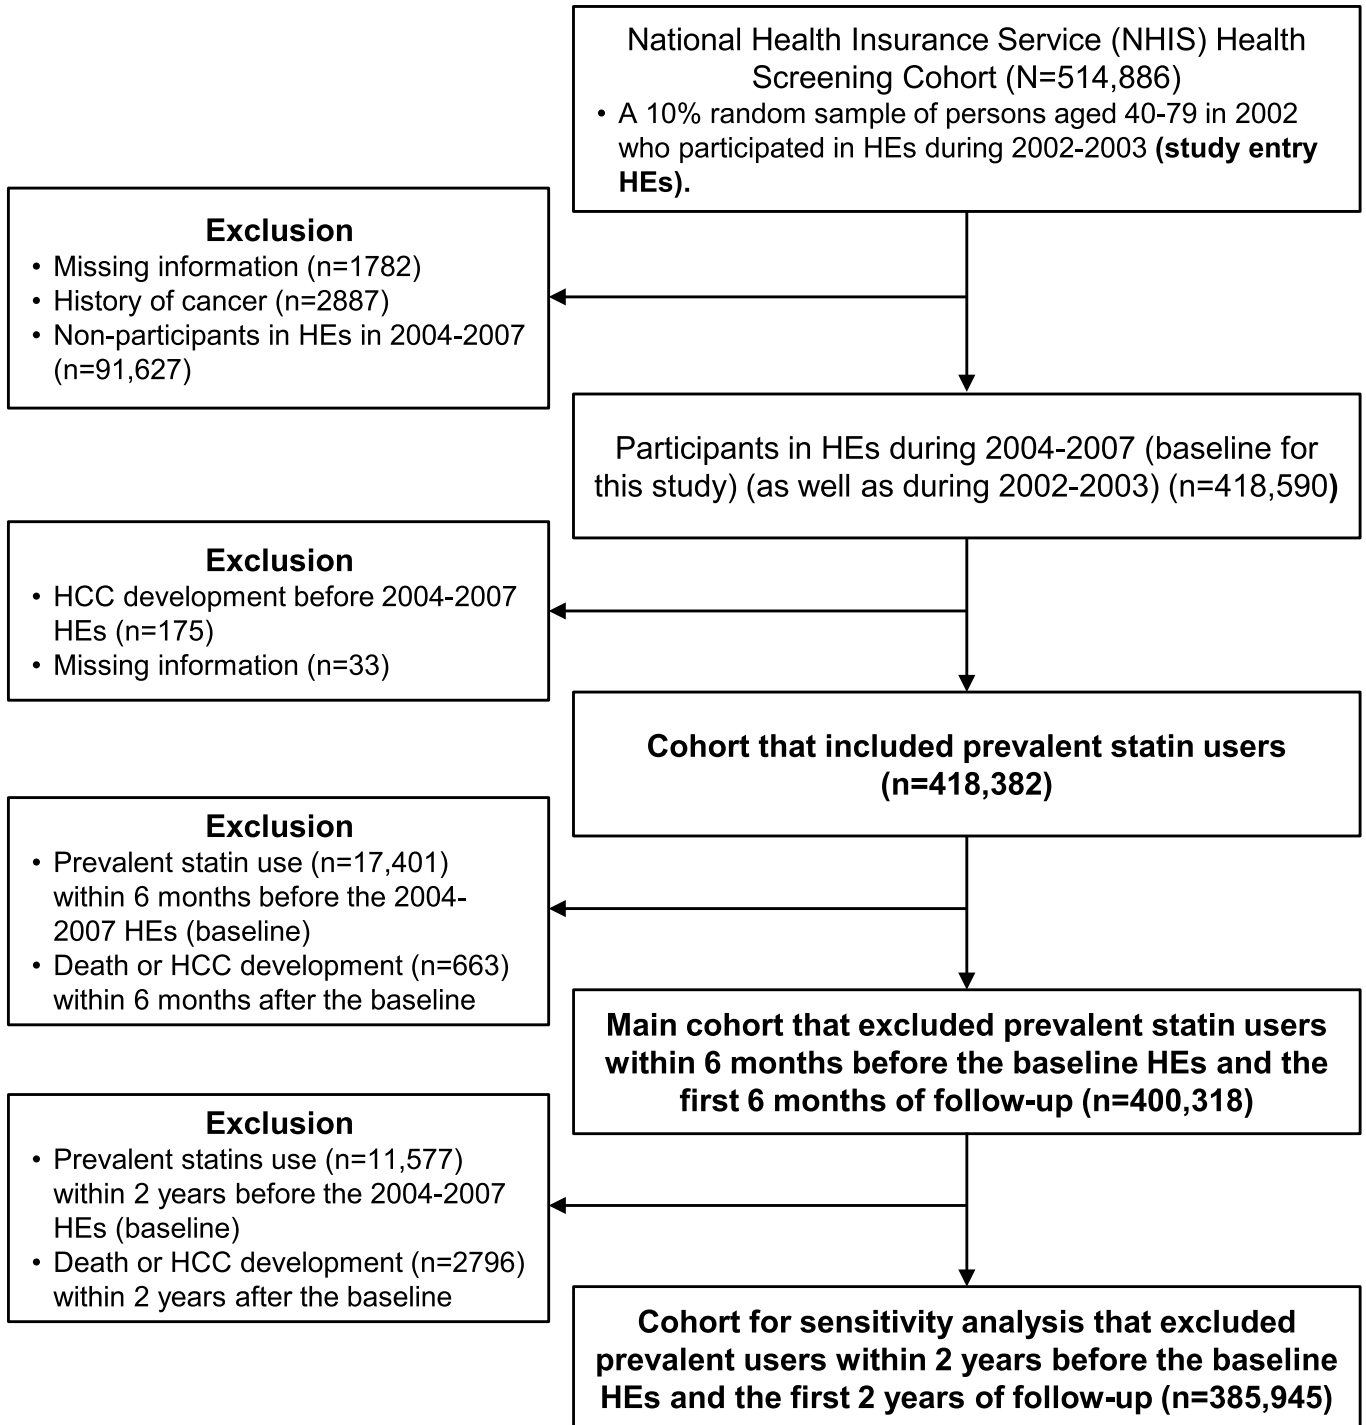 National Health Insurance Service (NHIS) Health
Screening Cohort (N=514,886)
• A 10% random sample of persons aged 40-79 in 2002
who participated in HEs during 2002-2003 (study entry
HEs).
Exclusion
• Missing information (n=1782)
• History of cancer (n=2887)
• Non-participants in HEs in 2004-2007
(n=91,627)
Participants in HEs during 2004-2007 (baseline for
this study) (as well as during 2002-2003) (n=418,590)
Exclusion
• HCC development before 2004-2007
HEs (n=175)
• Missing information (n=33)
Cohort that included prevalent statin users
(n=418,382)
Exclusion
• Prevalent statin use (n=17,401)
within 6 months before the 2004-
2007 HEs (baseline)
• Death or HCC development (n=663)
within 6 months after the baseline
Main cohort that excluded prevalent statin users
within 6 months before the baseline HEs and the
first 6 months of follow-up (n=400,318)
Exclusion
• Prevalent statins use (n=11,577)
within 2 years before the 2004-2007
HEs (baseline)
• Death or HCC development (n=2796)
within 2 years after the baseline
Cohort for sensitivity analysis that excluded
prevalent users within 2 years before the baseline
HEs and the first 2 years of follow-up (n=385,945)